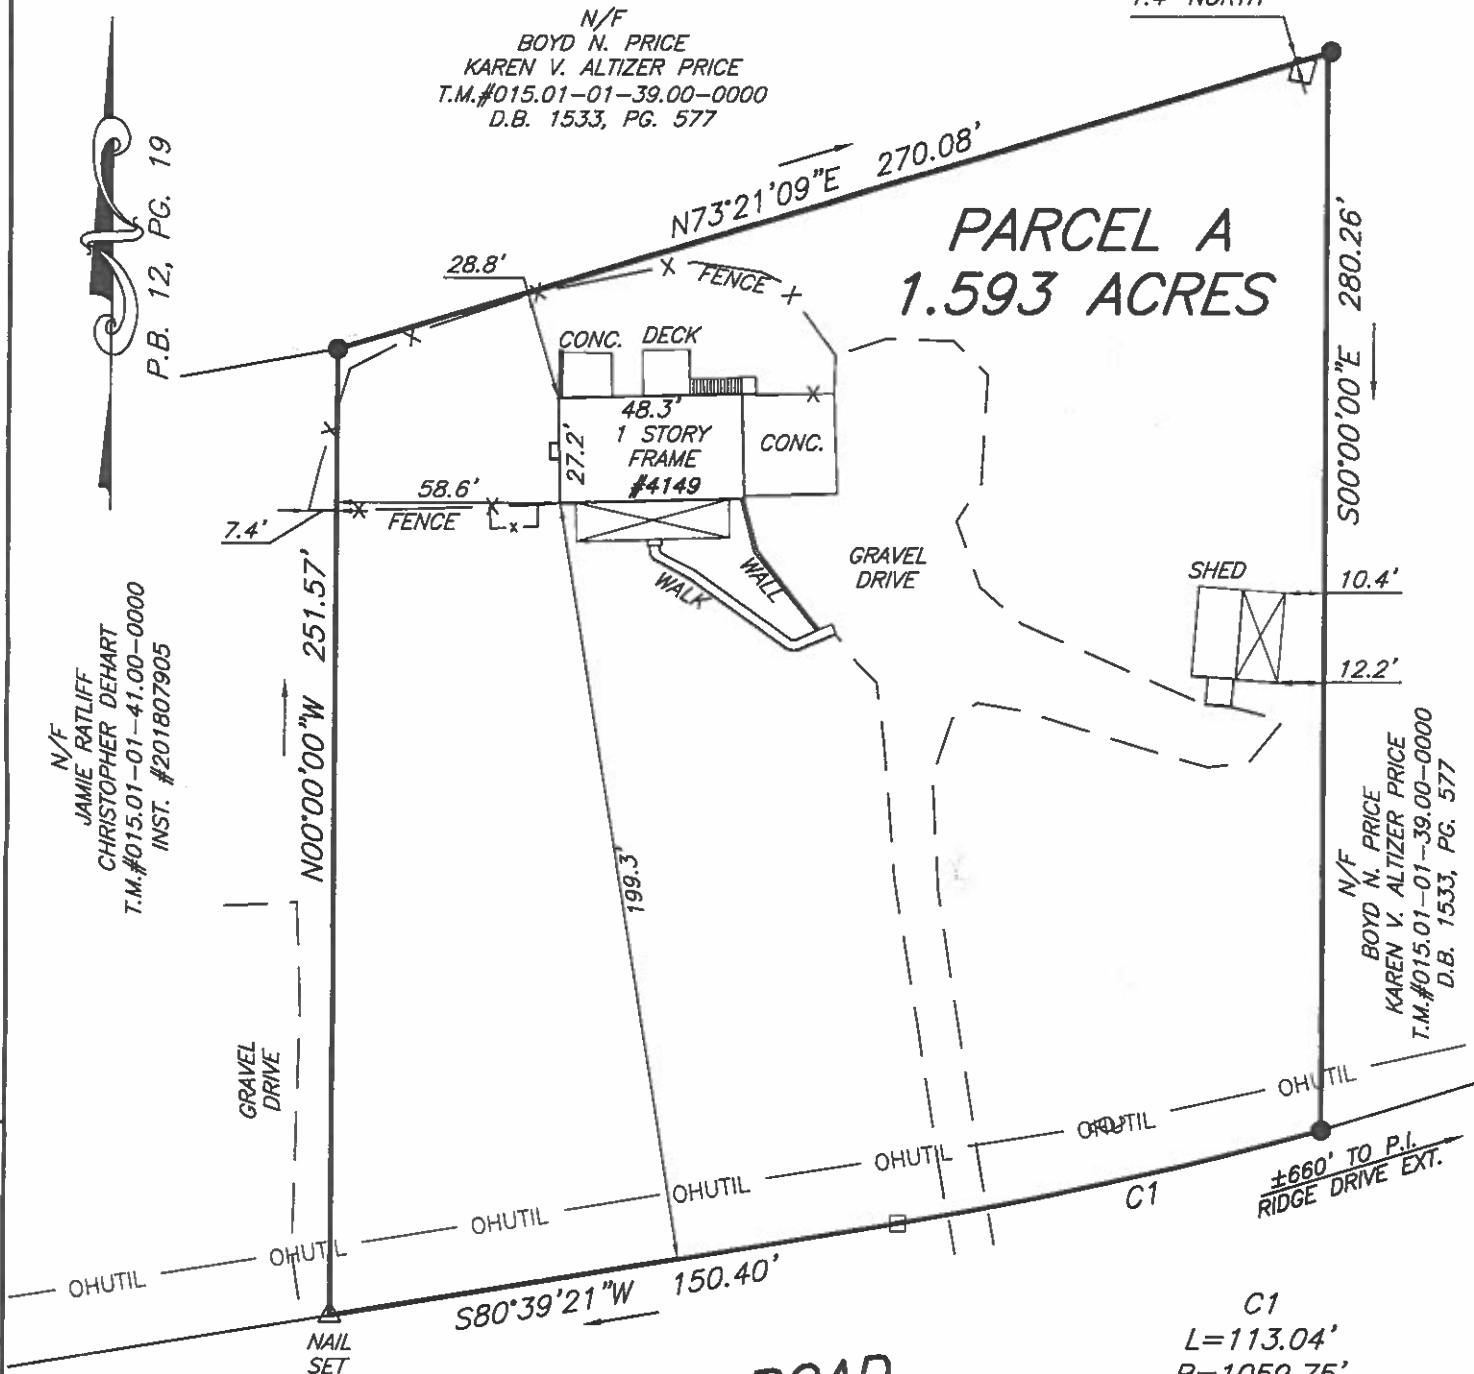 N/F
BOYD N. PRICE
KAREN V. ALTIZER PRICE
T.M.#015.01-01-39.00-0000
D.B. 1533, PG. 577
1.4' NORTH
P.B. 12, PG. 19
N73°21'09"E 270.08'
PARCEL A
1.593 ACRES
S00°00'00"E 280.26'
28.8'
FENCE
CONC.
DECK
48.3'
27.2'
1 STORY
FRAME
#4149
CONC.
58.6'
FENCE
7.4'
WALK
WALL
GRAVEL
DRIVE
SHED
10.4'
12.2'
N00°00'00"W 251.57'
N/F
JAMIE RATLIFF
CHRISTOPHER DEHART
T.M.#015.01-01-41.00-0000
INST. #201807905
199.3'
N/F
BOYD N. PRICE
KAREN V. ALTIZER PRICE
T.M.#015.01-01-39.00-0000
D.B. 1533, PG. 577
GRAVEL
DRIVE
OHUTIL
OHUTIL
OHUTIL
OHUTIL
OHUTIL
OHUTIL
OHUTIL
±660' TO P.I.
RIDGE DRIVE EXT.
C1
S80°39'21"W 150.40'
NAIL
SET
ROAD
C1
L=113.04'
R=1059.75'